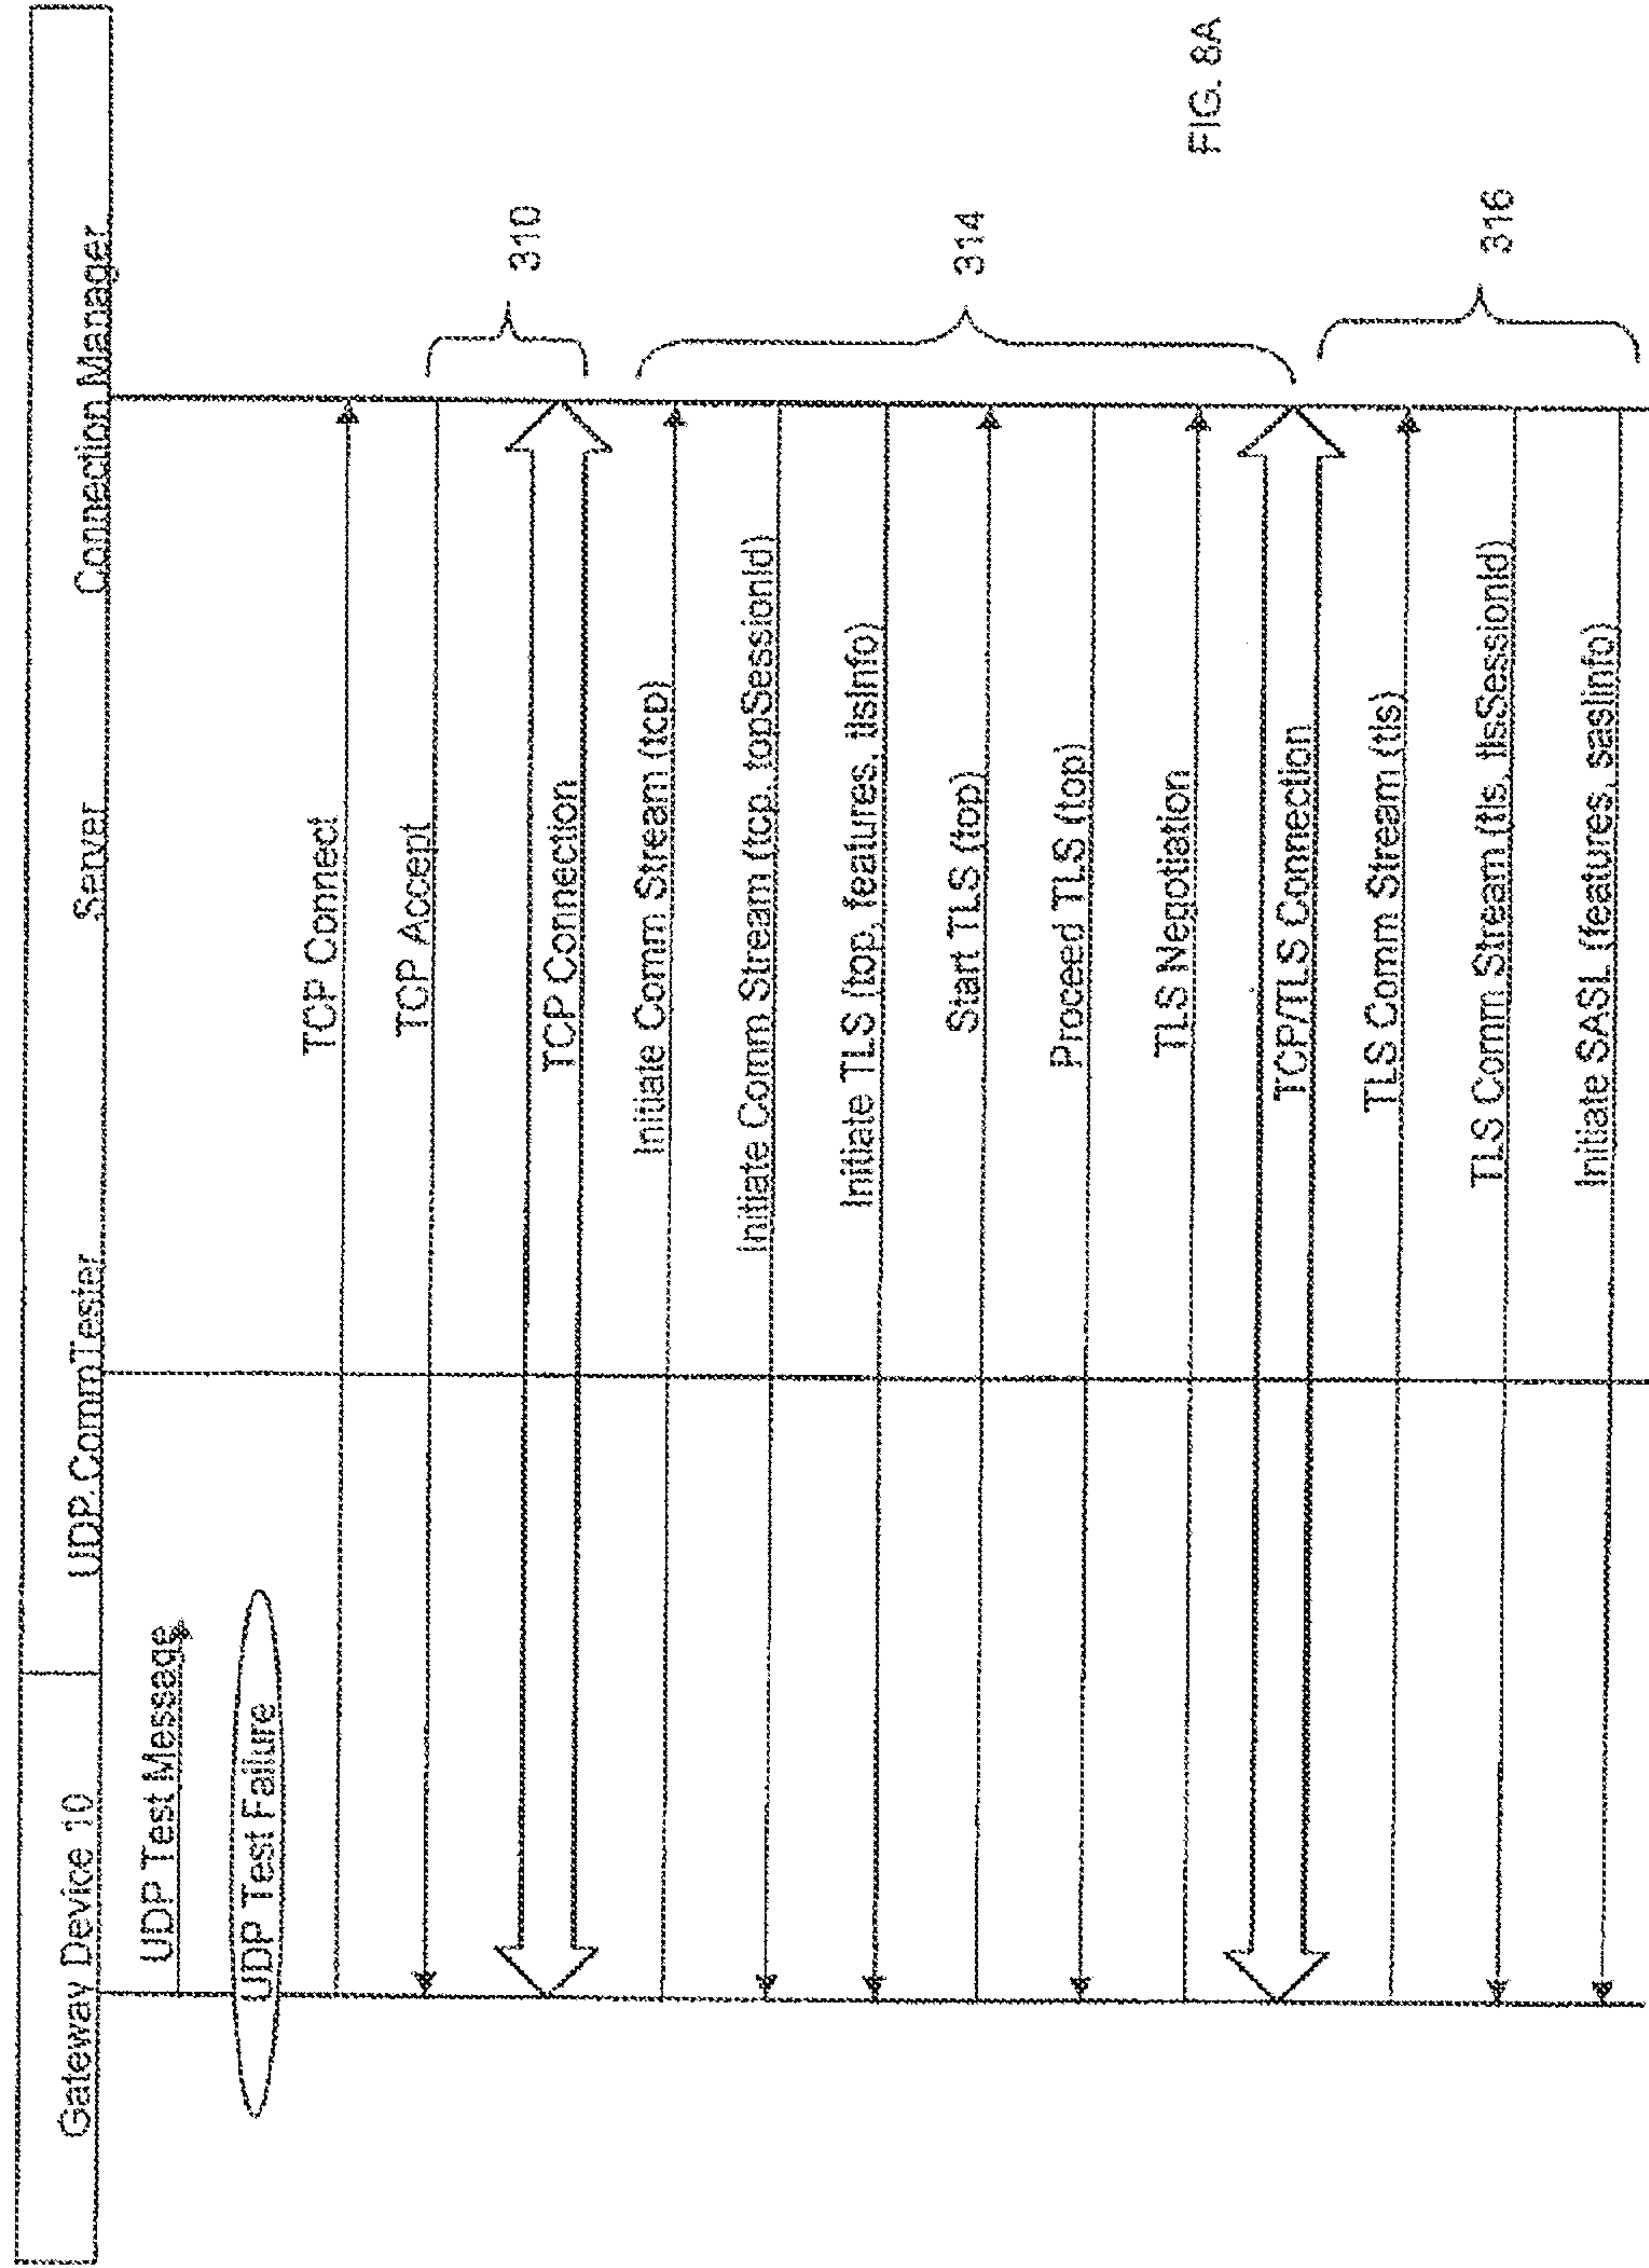 Gateway Device 10
UDP CommTester
Server
Connection Manager
UDP Test Message
UDP Test Failure
TCP Connect
TCP Accept
TCP Connection
310
Initiate Comm Stream (tcp)
Initiate Comm Stream (tcp, tcpSessionId)
Initiate TLS (tcp, features, tlsInfo)
Start TLS (tcp)
Proceed TLS (tcp)
TLS Negotiation
TCP/TLS Connection
314
TLS Comm Stream (tls)
TLS Comm Stream (tls, tlsSessionId)
Initiate SASL (features, saslInfo)
316
FIG. 8A